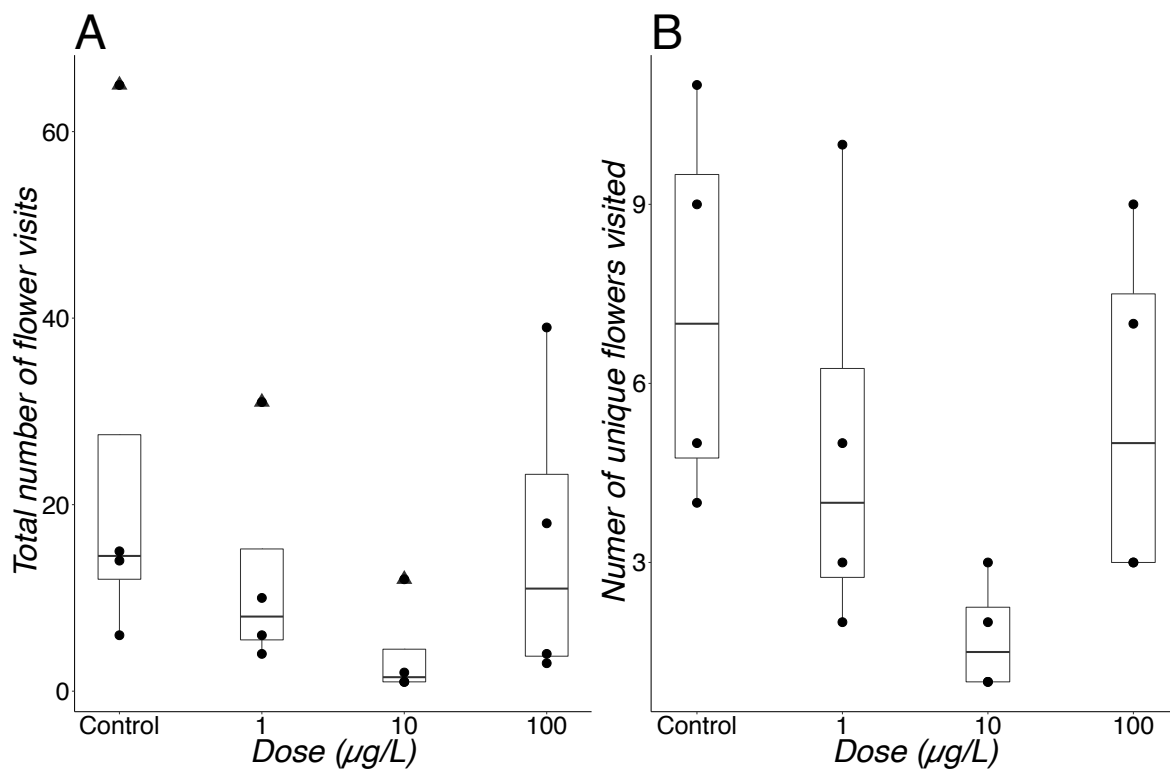 A
Total number of flower visits
60
40
20
0
Control 1 10 100
Dose (µg/L)
B
Numer of unique flowers visited
9
6
3
Control 1 10 100
Dose (µg/L)